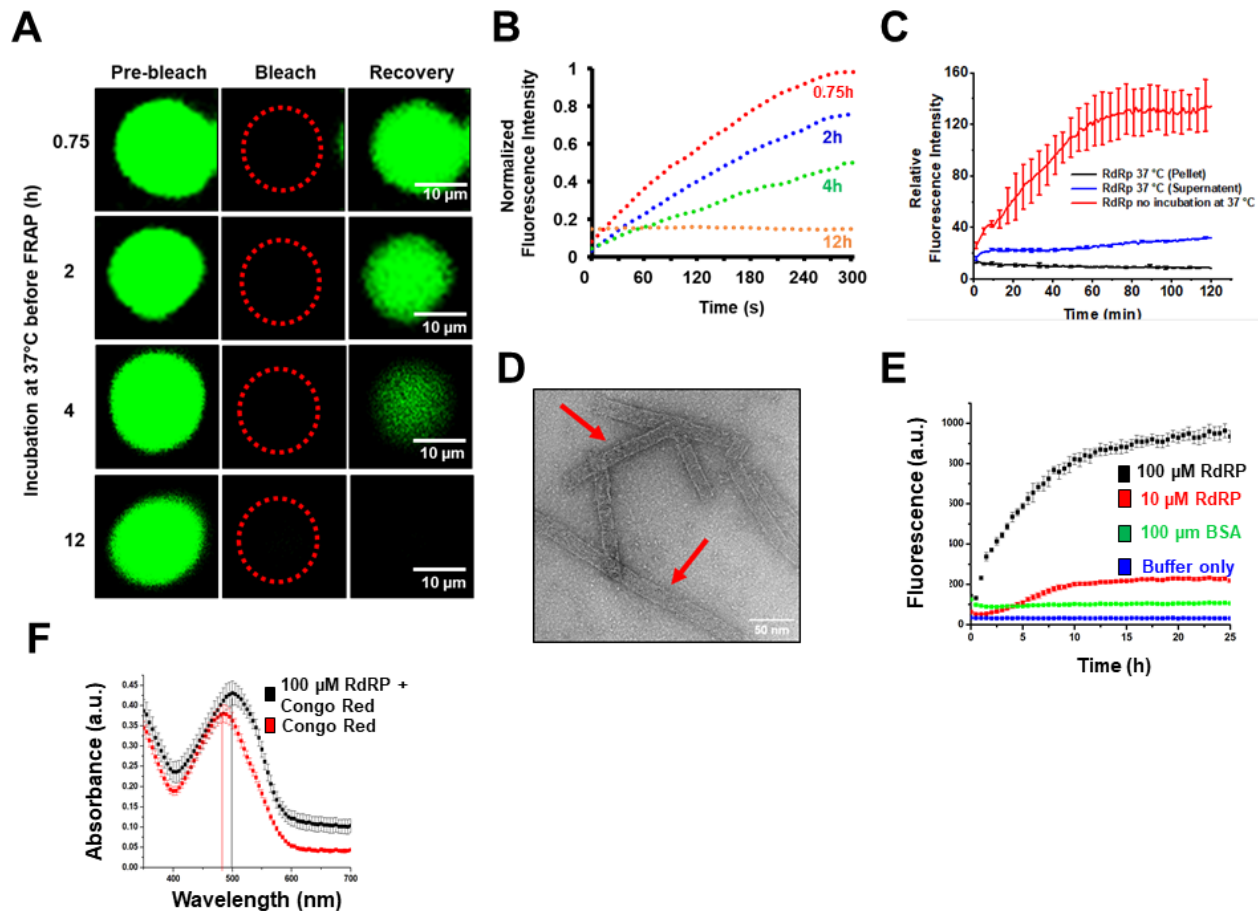 A
Pre-bleach Bleach Recovery
Incubation at 37°C before FRAP (h)
0.75
10 µm
2
10 µm
4
10 µm
12
10 µm
B
Normalized
Fluorescence Intensity
1
0.8
0.6
0.4
0.2
0
0.75h
2h
4h
12h
0 60 120 180 240 300
Time (s)
C
Relative
Fluorescence Intensity
160
120
80
40
0
RdRp 37 °C (Pellet)
RdRp 37 °C (Supernatent)
RdRp no incubation at 37 °C
0 20 40 60 80 100 120
Time (min)
D
50 nm
E
Fluorescence (a.u.)
1000
800
600
400
200
0
100 µM RdRP
10 µM RdRP
100 µm BSA
Buffer only
0 5 10 15 20 25
Time (h)
F
Absorbance (a.u.)
0.45
0.40
0.35
0.30
0.25
0.20
0.15
0.10
0.05
0.00
100 µM RdRP +
Congo Red
Congo Red
400 500 600 700
Wavelength (nm)